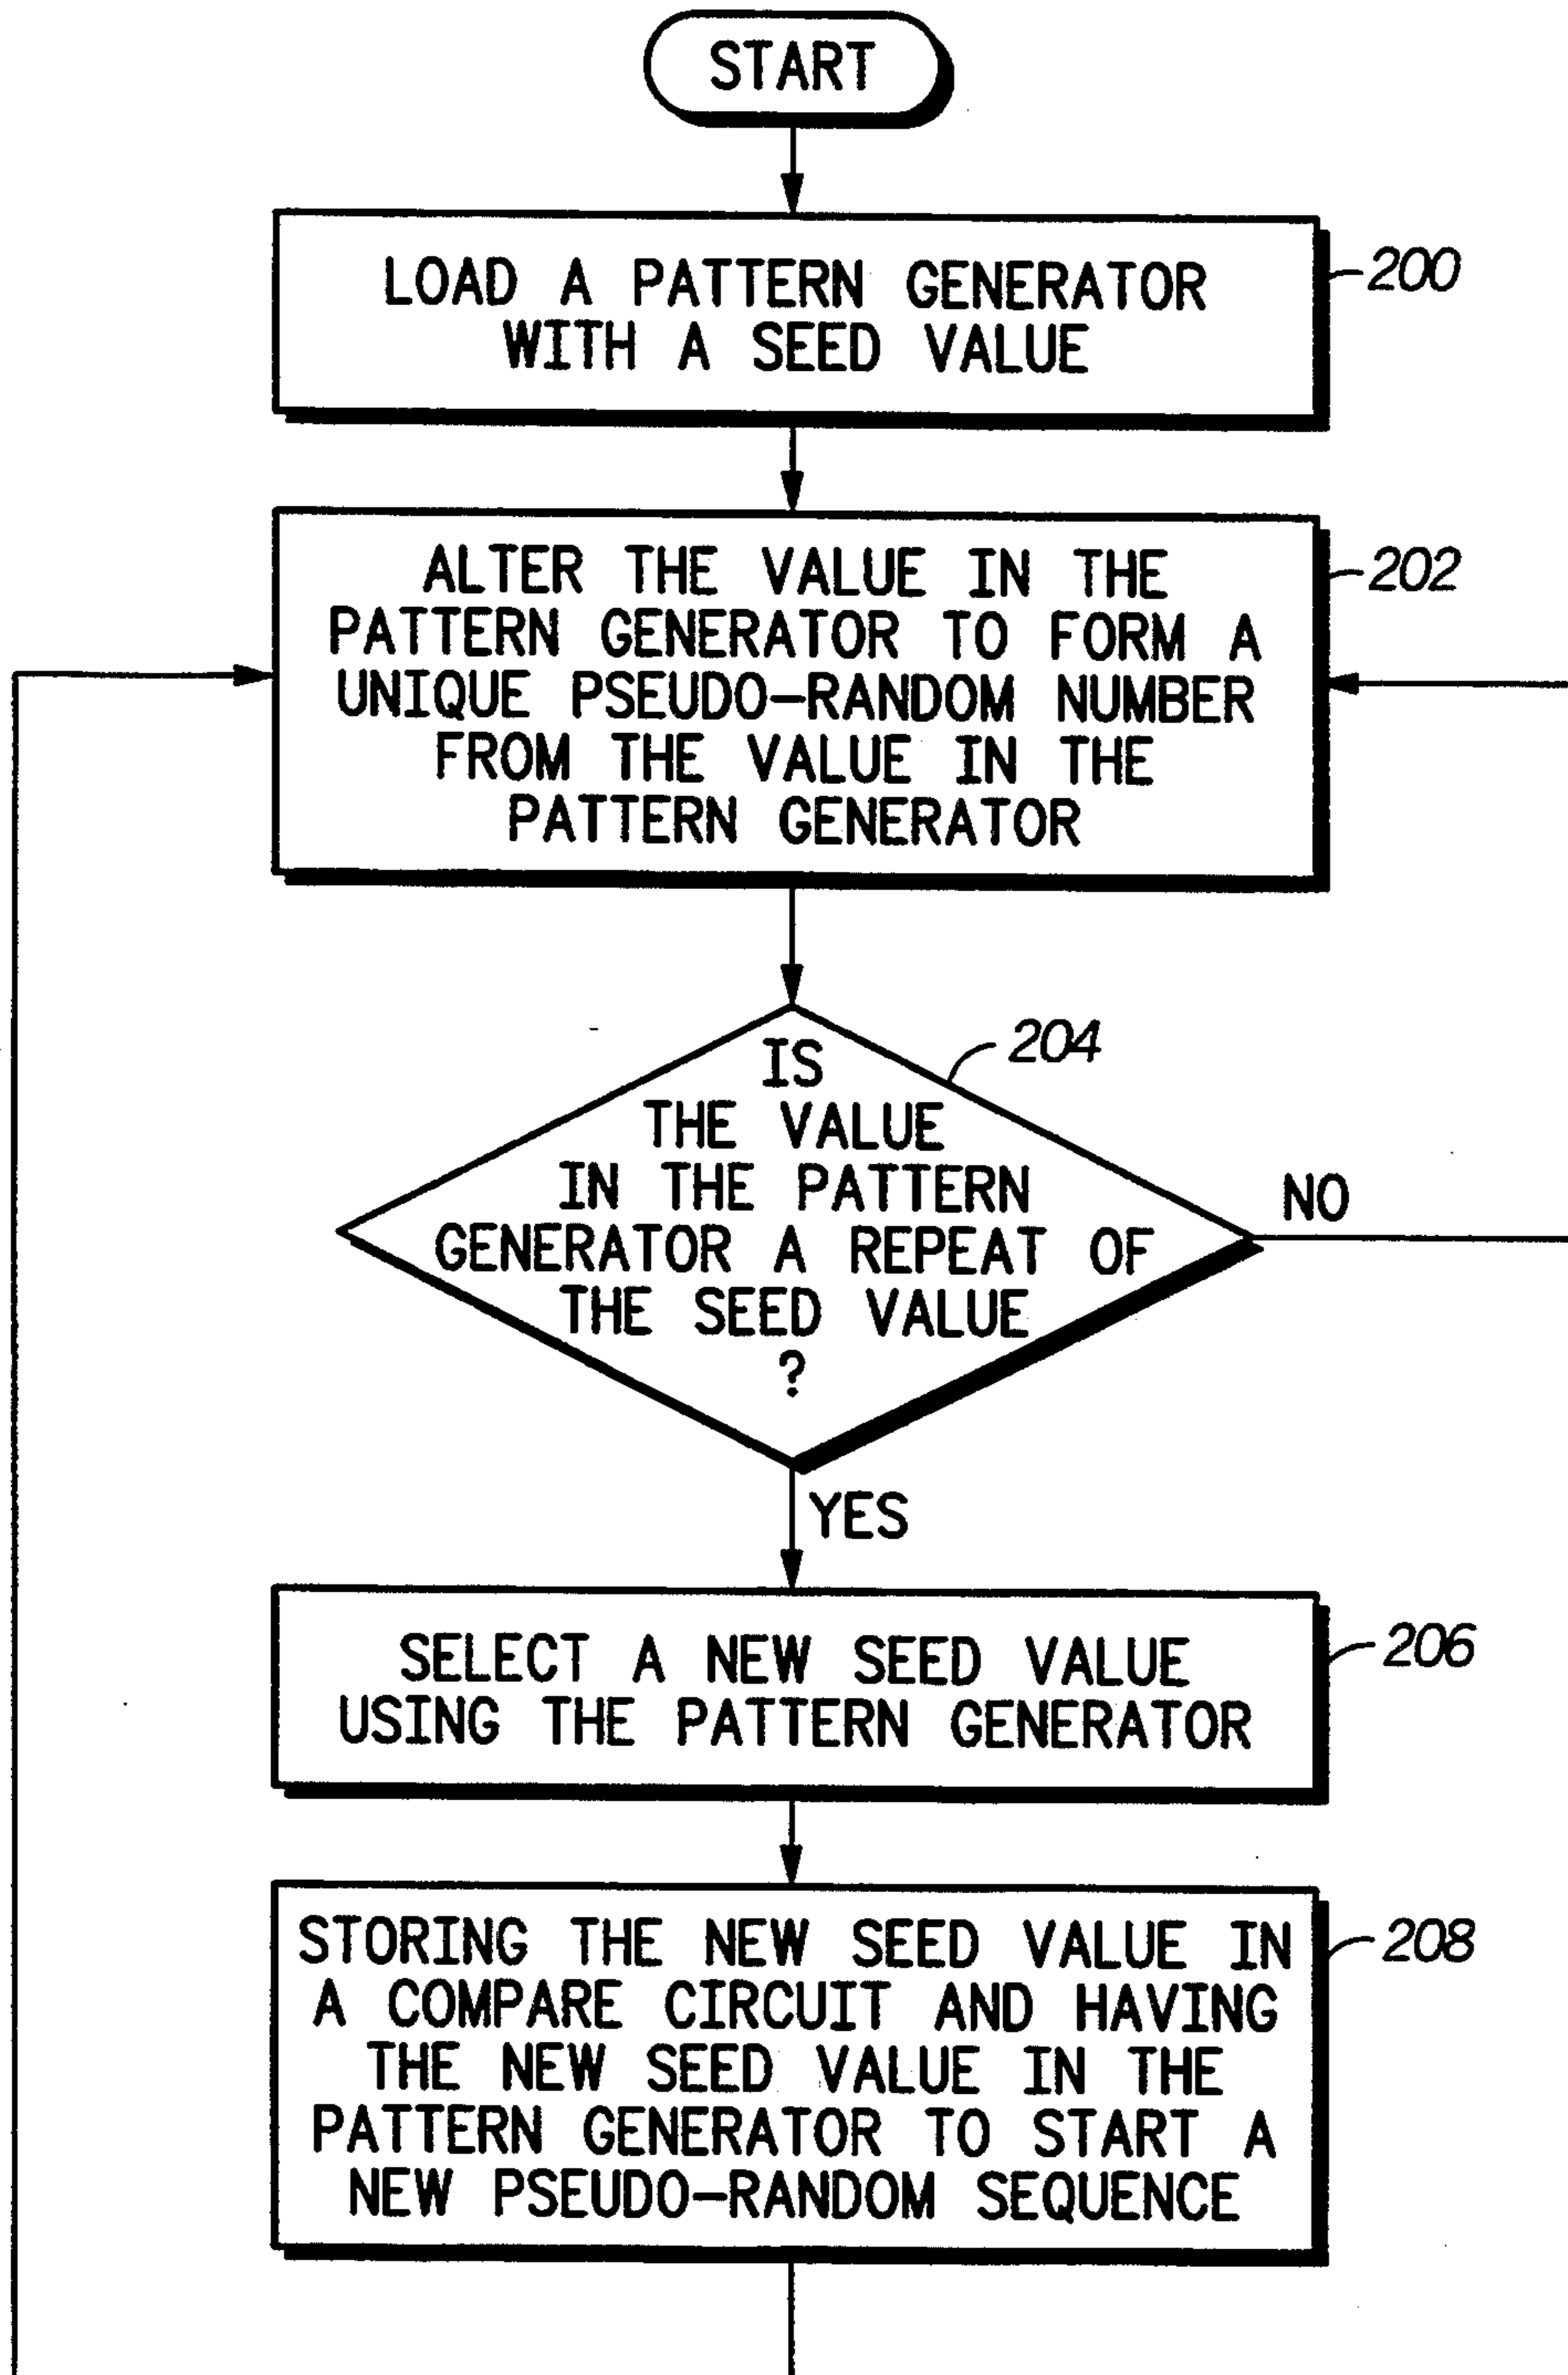 START
LOAD A PATTERN GENERATOR
WITH A SEED VALUE
200
ALTER THE VALUE IN THE
PATTERN GENERATOR TO FORM A
UNIQUE PSEUDO-RANDOM NUMBER
FROM THE VALUE IN THE
PATTERN GENERATOR
202
IS
THE VALUE
IN THE PATTERN
GENERATOR A REPEAT OF
THE SEED VALUE
?
204
NO
YES
SELECT A NEW SEED VALUE
USING THE PATTERN GENERATOR
206
STORING THE NEW SEED VALUE IN
A COMPARE CIRCUIT AND HAVING
THE NEW SEED VALUE IN THE
PATTERN GENERATOR TO START A
NEW PSEUDO-RANDOM SEQUENCE
208